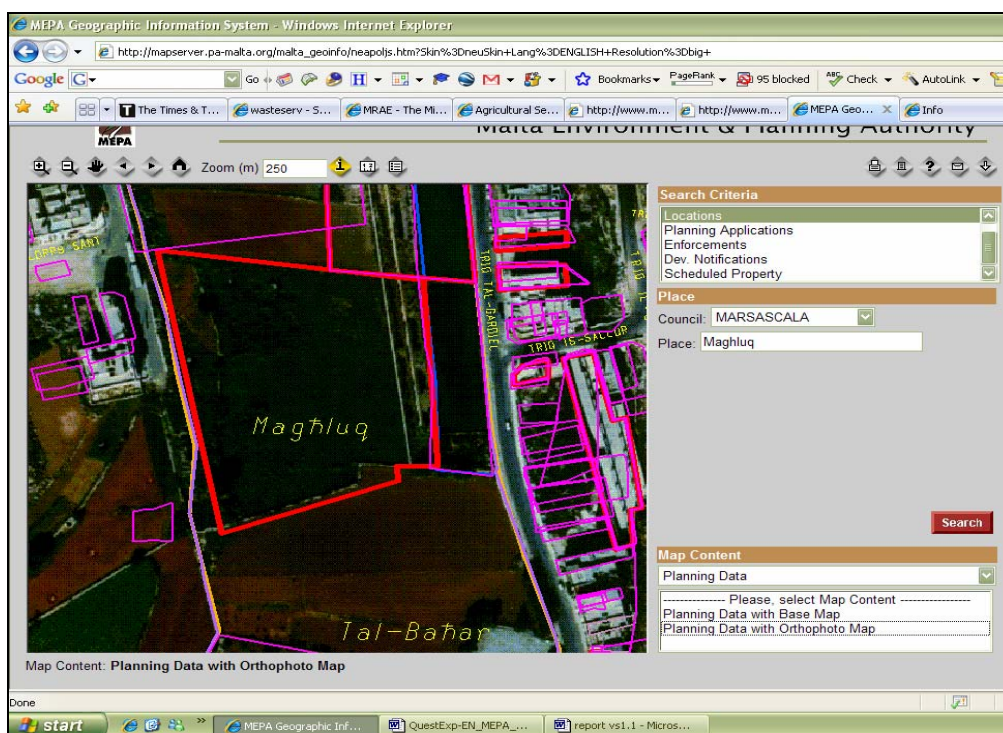 MEPA Geographic Information System - Windows Internet Explorer
http://mapserver.pa-malta.org/malta_geoinfo/neapoljs.htm?Skin%3DneuSkin+Lang%3DENGLISH+Resolution%3Dbig+
Google G Go H M Bookmarks PageRank 95 blocked Check AutoLink
The Times & T... wasteserv - S... MRAE - The Mi... Agricultural Se... http://www.m... http://www.m... MEPA Geo... X Info
MEPA
Malta Environment & Planning Authority
Zoom (m) 250
Search Criteria
Locations
Planning Applications
Enforcements
Dev. Notifications
Scheduled Property
Place
Council: MARSASCALA
Place: Maghluq
Search
Map Content
Planning Data
--------------- Please, select Map Content -----------------
Planning Data with Base Map
Planning Data with Orthophoto Map
TRIQ TAL-GARDIEL
TRIQ IS-SALLUR
Magħluq
Tal-Baħar
Map Content: Planning Data with Orthophoto Map
Done
start MEPA Geographic Inf... QuestExp-EN_MEPA_... report vs1.1 - Micros...